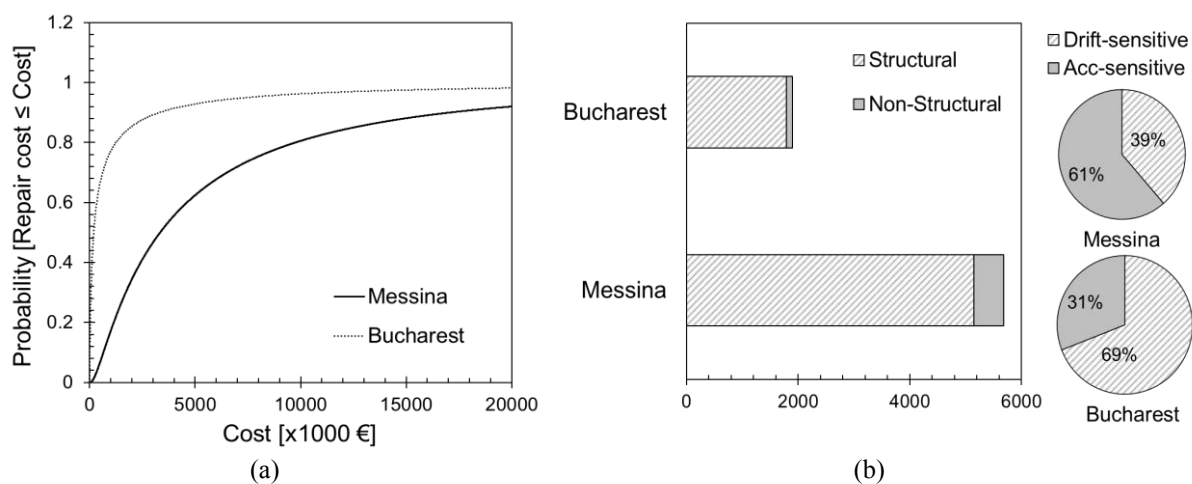 Probability [Repair cost ≤ Cost]
1.2
1
0.8
0.6
0.4
0.2
0
Messina
Bucharest
0 5000 10000 15000 20000
Cost [x1000 €]
(a)
Structural
Non-Structural
Bucharest
Messina
0 2000 4000 6000
(b)
Drift-sensitive
Acc-sensitive
39%
61%
Messina
31%
69%
Bucharest